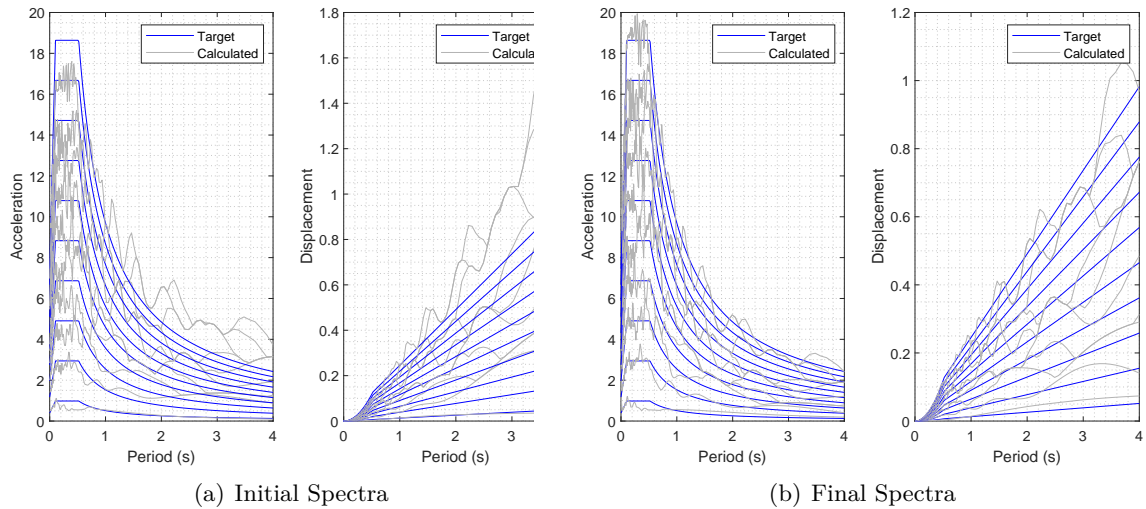 20
18
16
14
12
10
8
6
4
2
0
Acceleration
0 1 2 3 4
Period (s)
Target
Calculated
1.8
1.6
1.4
1.2
1
0.8
0.6
0.4
0.2
0
Displacement
0 1 2 3
Period (s)
Target
Calcula
(a) Initial Spectra
20
18
16
14
12
10
8
6
4
2
0
Acceleration
0 1 2 3 4
Period (s)
Target
Calculated
1.2
1
0.8
0.6
0.4
0.2
0
Displacement
0 1 2 3 4
Period (s)
Target
Calculated
(b) Final Spectra